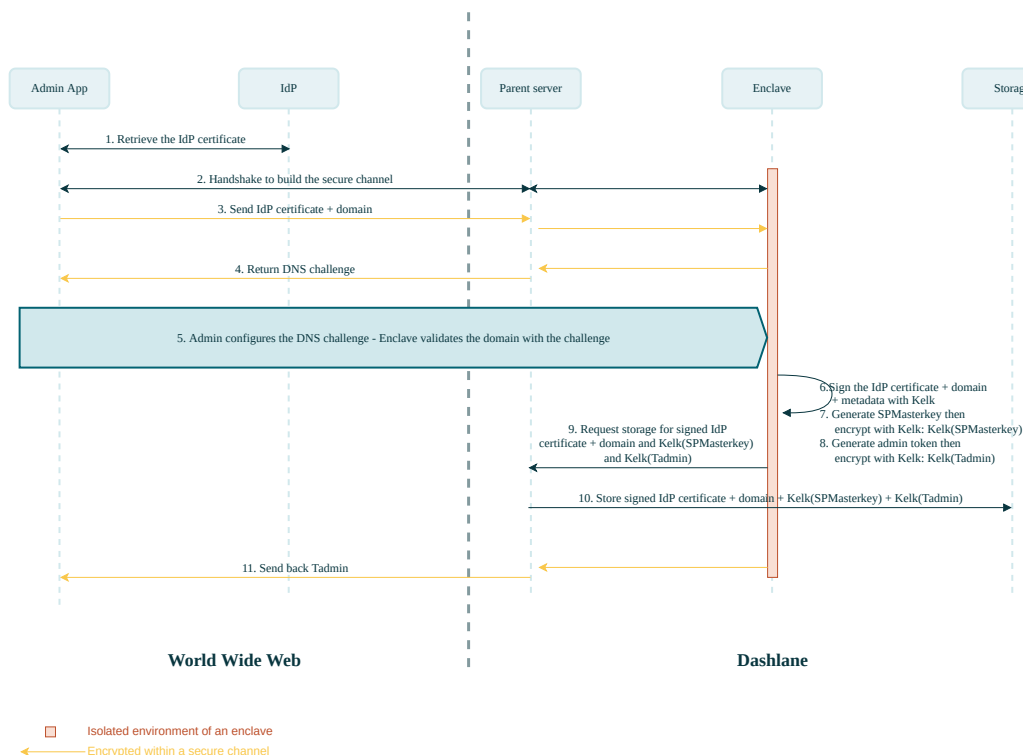 Admin App
IdP
Parent server
Enclave
Storag
1. Retrieve the IdP certificate
2. Handshake to build the secure channel
3. Send IdP certificate + domain
4. Return DNS challenge
5. Admin configures the DNS challenge - Enclave validates the domain with the challenge
6.Sign the IdP certificate + domain
+ metadata with Kelk
7. Generate SPMasterkey then
encrypt with Kelk: Kelk(SPMasterkey)
8. Generate admin token then
encrypt with Kelk: Kelk(Tadmin)
9. Request storage for signed IdP
certificate + domain and Kelk(SPMasterkey)
and Kelk(Tadmin)
10. Store signed IdP certificate + domain + Kelk(SPMasterkey) + Kelk(Tadmin)
11. Send back Tadmin
World Wide Web
Dashlane
Isolated environment of an enclave
Encrypted within a secure channel